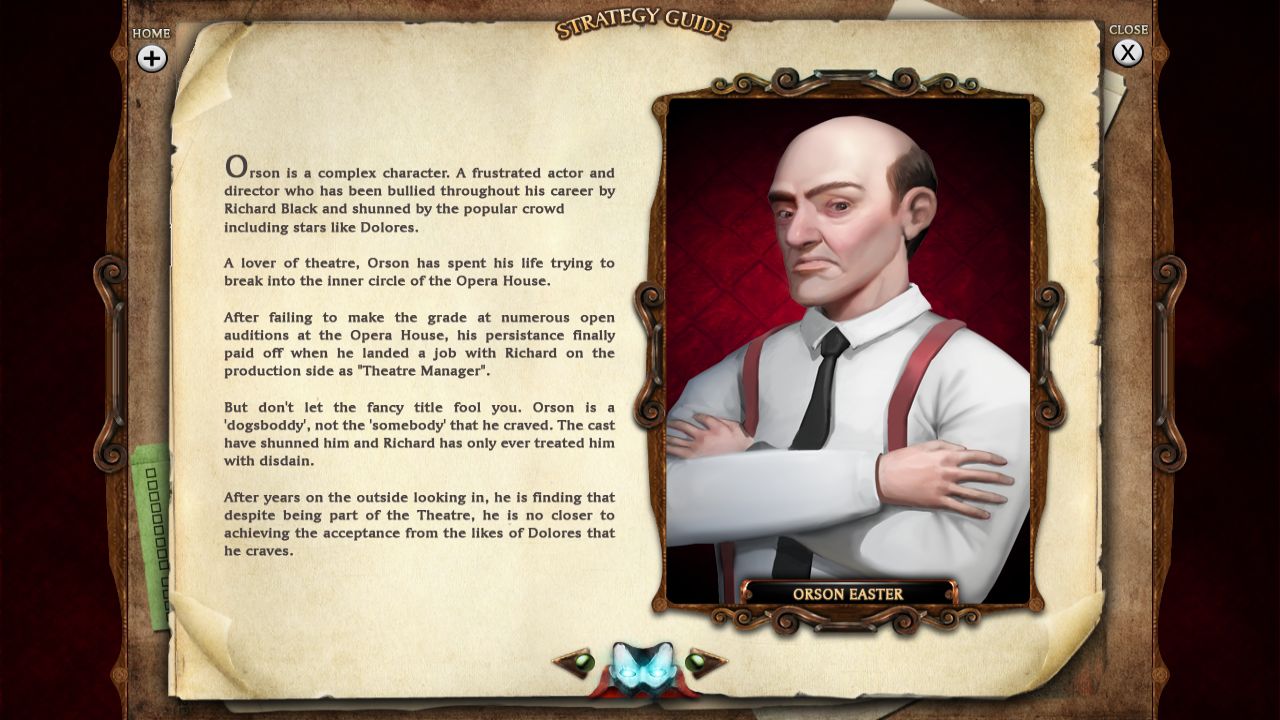 STRATEGY GUIDE
HOME
CLOSE
Orson is a complex character. A frustrated actor and
director who has been bullied throughout his career by
Richard Black and shunned by the popular crowd
including stars like Dolores.
A lover of theatre, Orson has spent his life trying to
break into the inner circle of the Opera House.
After failing to make the grade at numerous open
auditions at the Opera House, his persistance finally
paid off when he landed a job with Richard on the
production side as "Theatre Manager".
But don't let the fancy title fool you. Orson is a
'dogsboddy', not the 'somebody' that he craved. The cast
have shunned him and Richard has only ever treated him
with disdain.
After years on the outside looking in, he is finding that
despite being part of the Theatre, he is no closer to
achieving the acceptance from the likes of Dolores that
he craves.
ORSON EASTER